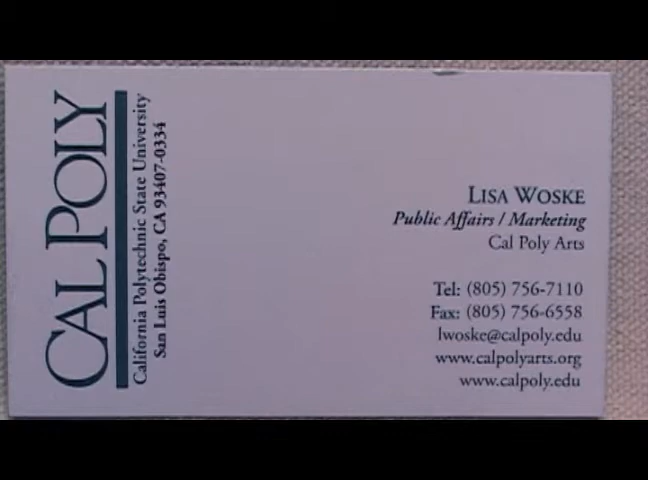 CAL POLY
California Polytechnic State University
San Luis Obispo, CA 93407-0334
LISA WOSKE
Public Affairs / Marketing
Cal Poly Arts
Tel: (805) 756-7110
Fax: (805) 756-6558
lwoske@calpoly.edu
www.calpolyarts.org
www.calpoly.edu